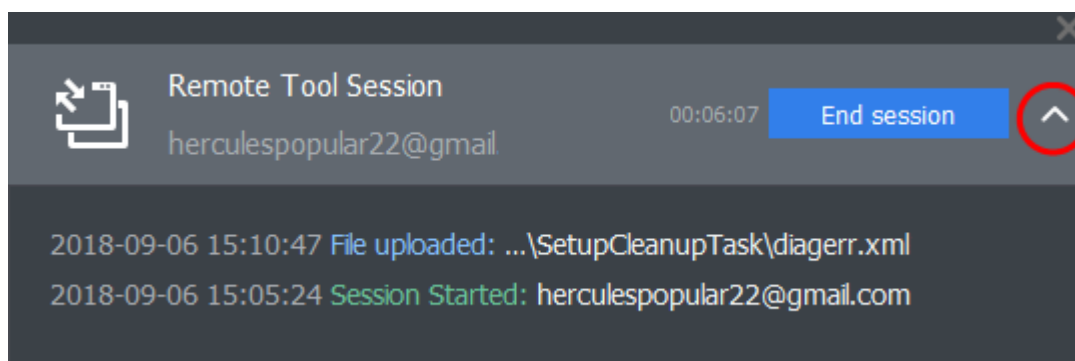 Remote Tool Session
herculespopular22@gmail
00:06:07
End session
2018-09-06 15:10:47 File uploaded: ...\SetupCleanupTask\diagerr.xml
2018-09-06 15:05:24 Session Started: herculespopular22@gmail.com